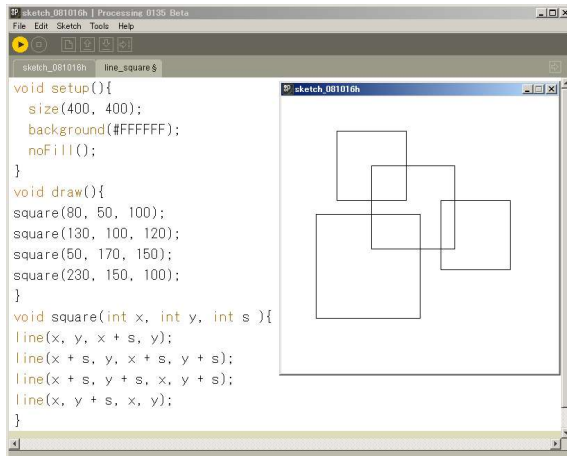 sketch_081016h | Processing 0135 Beta
File Edit Sketch Tools Help
sketch_081016h line_square §
void setup(){
size(400, 400);
background(#FFFFFF);
noFill();
}
void draw(){
square(80, 50, 100);
square(130, 100, 120);
square(50, 170, 150);
square(230, 150, 100);
}
void square(int x, int y, int s ){
line(x, y, x + s, y);
line(x + s, y, x + s, y + s);
line(x + s, y + s, x, y + s);
line(x, y + s, x, y);
}
sketch_081016h